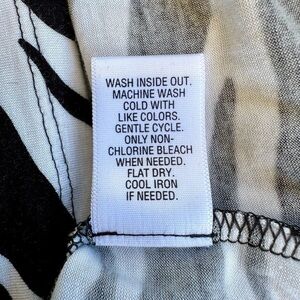 WASH INSIDE OUT.
MACHINE WASH
COLD WITH
LIKE COLORS.
GENTLE CYCLE.
ONLY NON-
CHLORINE BLEACH
WHEN NEEDED.
FLAT DRY.
COOL IRON
IF NEEDED.